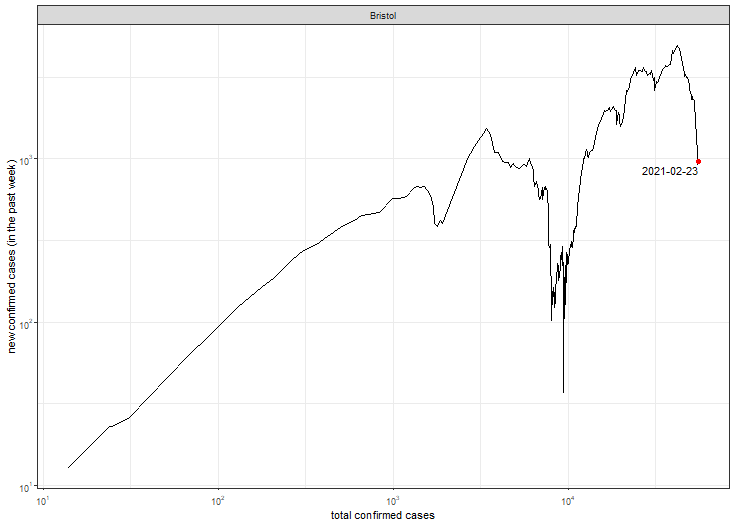 Bristol
new confirmed cases (in the past week)
10³
10²
10¹
2021-02-23
10¹ 10² 10³ 10⁴
total confirmed cases